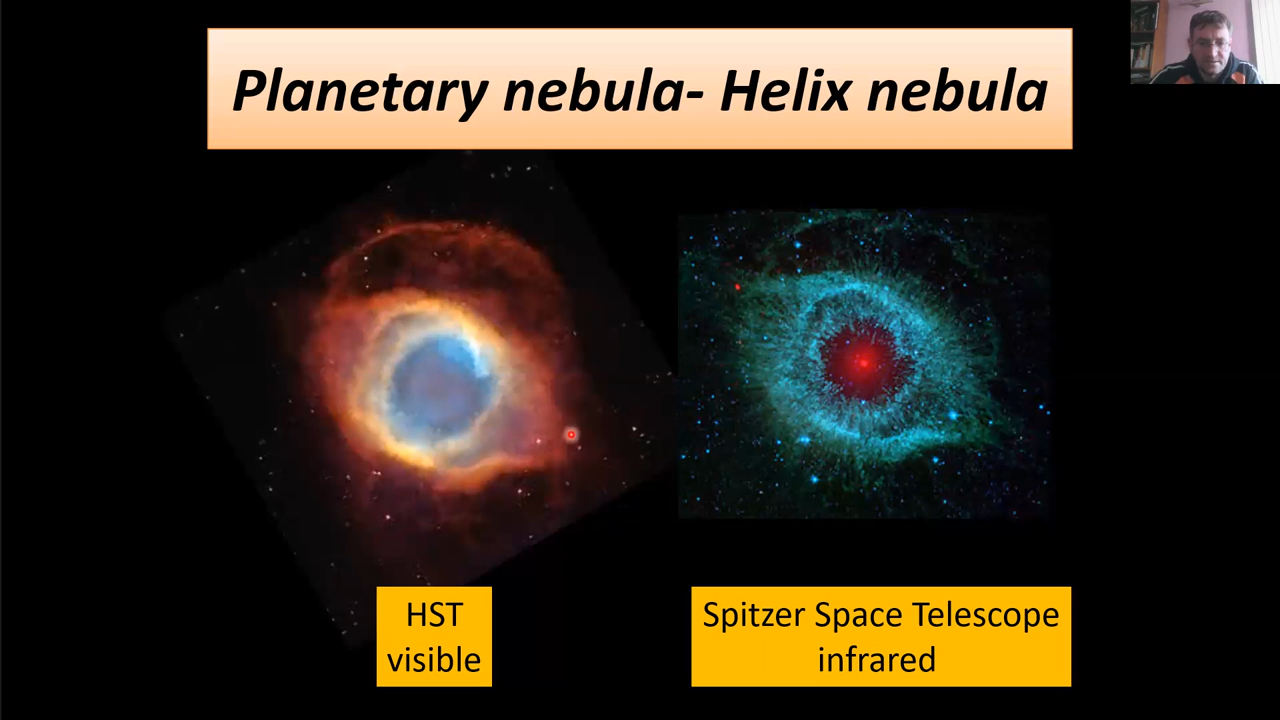 Planetary nebula- Helix nebula
HST
visible
Spitzer Space Telescope
infrared